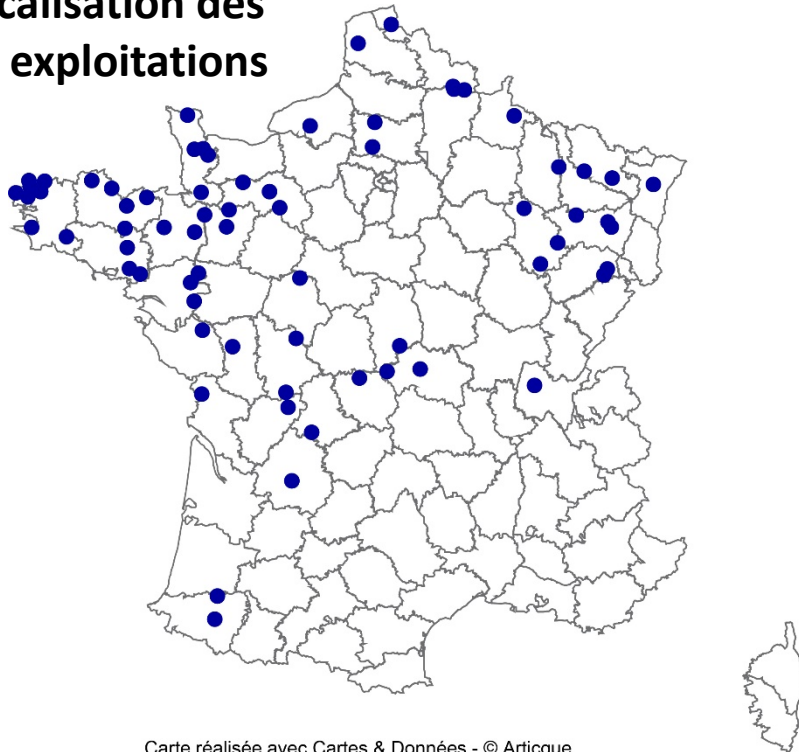 calisation des
exploitations
Carte réalisée avec Cartes & Données - © Articque